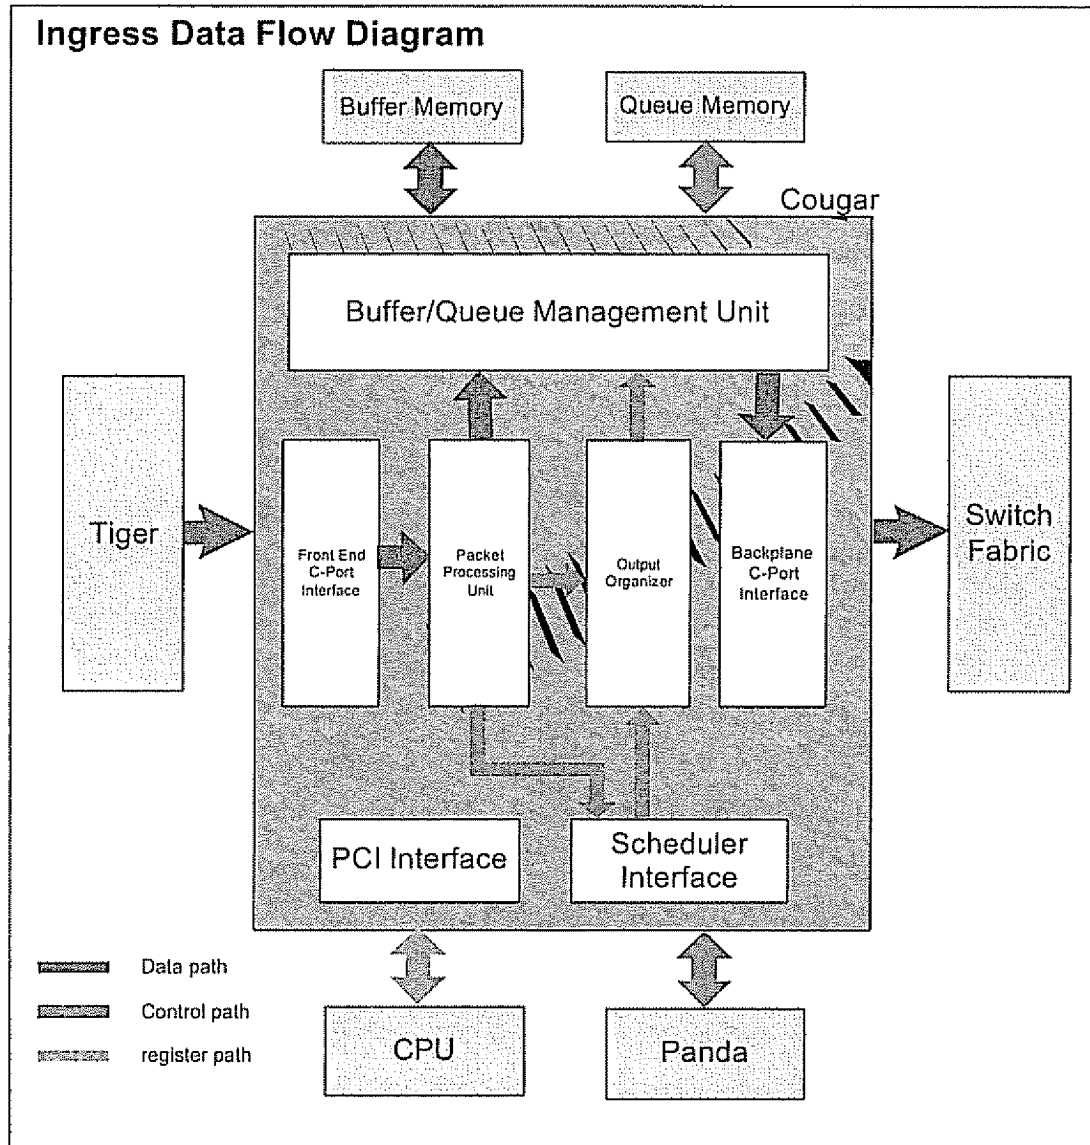 Ingress Data Flow Diagram
Buffer Memory
Queue Memory
Cougar
Buffer/Queue Management Unit
Tiger
Front End
C-Port
Interface
Packet
Processing
Unit
Output
Organizer
Backplane
C-Port
Interface
Switch
Fabric
PCI Interface
Scheduler
Interface
Data path
Control path
register path
CPU
Panda